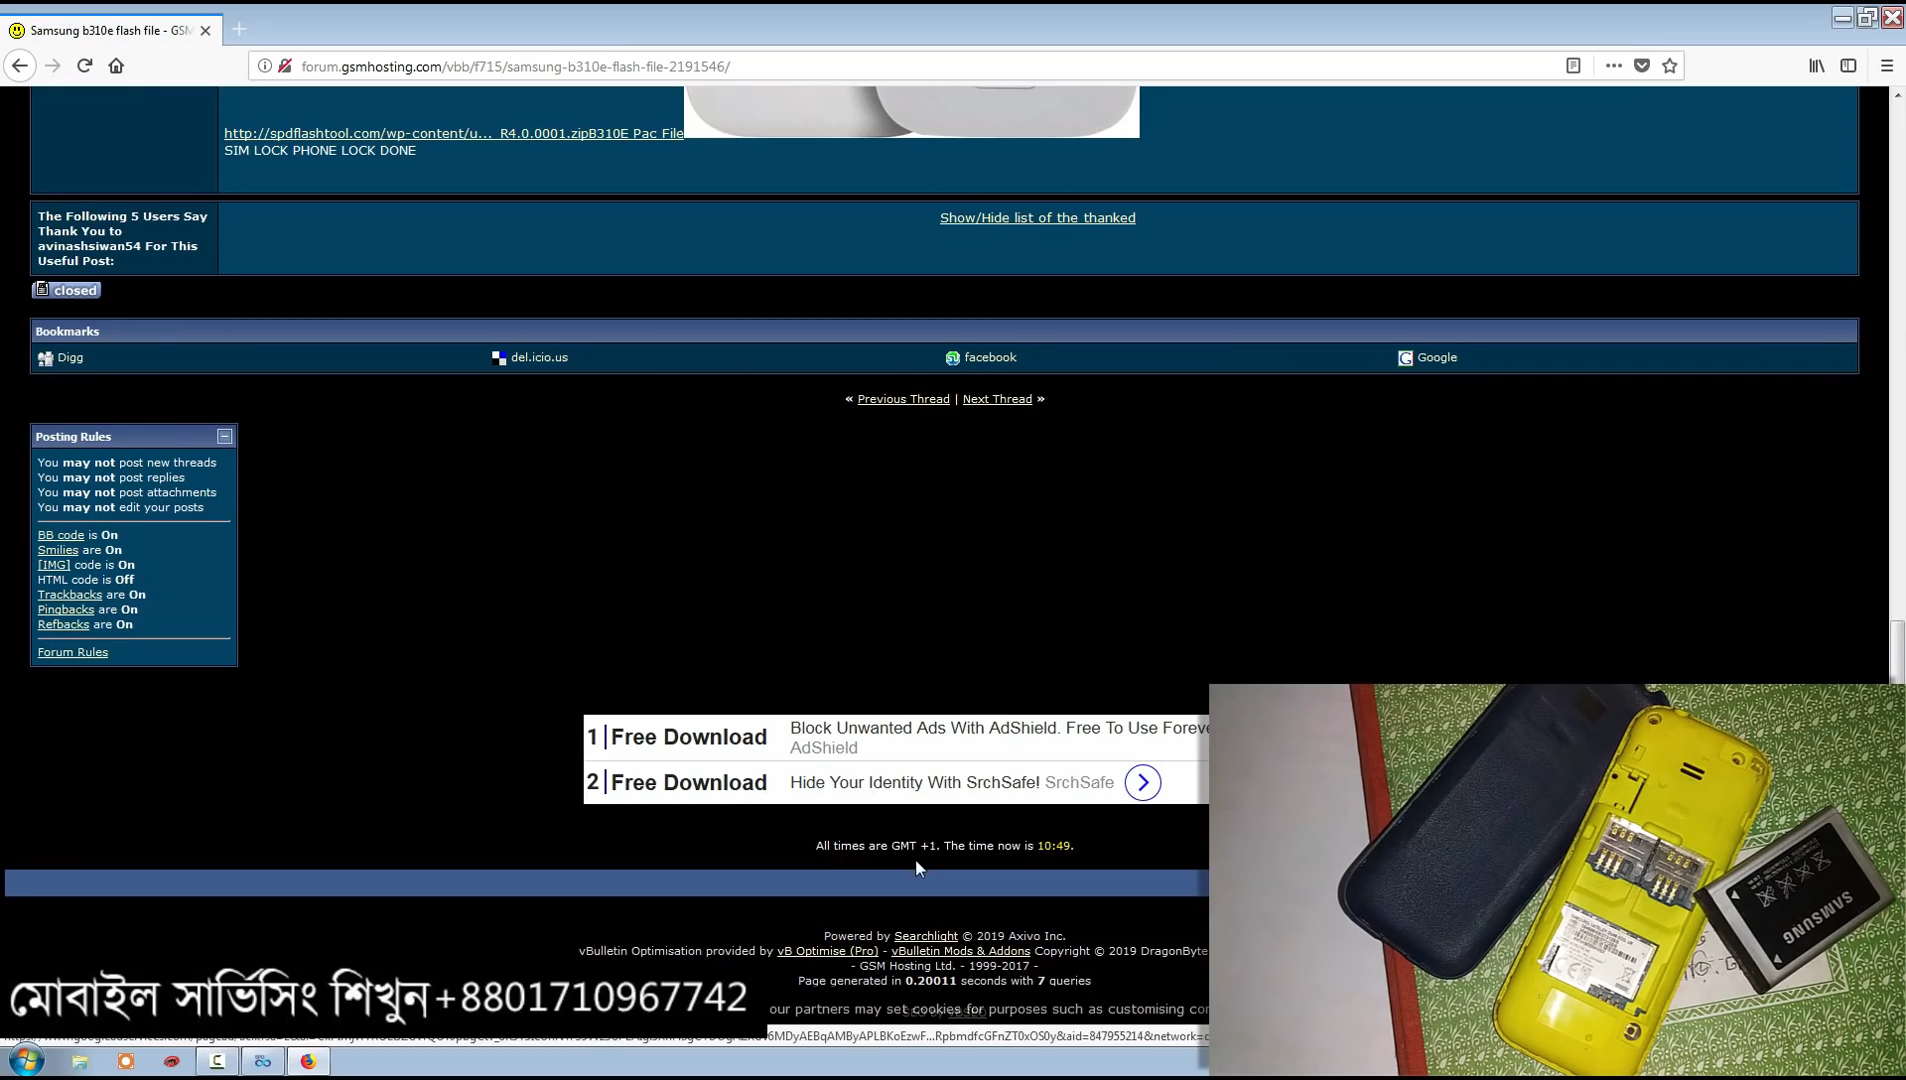 Samsung b310e flash file - GSM
forum.gsmhosting.com/vbb/f715/samsung-b310e-flash-file-2191546/
http://spdflashtool.com/wp-content/u... R4.0.0001.zipB310E Pac File
SIM LOCK PHONE LOCK DONE
The Following 5 Users Say
Thank You to
avinashsiwan54 For This
Useful Post:
Show/Hide list of the thanked
closed
Bookmarks
Digg
del.icio.us
facebook
Google
« Previous Thread | Next Thread »
Posting Rules
You may not post new threads
You may not post replies
You may not post attachments
You may not edit your posts
BB code is On
Smilies are On
[IMG] code is On
HTML code is Off
Trackbacks are On
Pingbacks are On
Refbacks are On
Forum Rules
1 Free Download Block Unwanted Ads With AdShield. Free To Use Foreve
AdShield
2 Free Download Hide Your Identity With SrchSafe! SrchSafe
All times are GMT +1. The time now is 10:49.
Powered by Searchlight © 2019 Axivo Inc.
vBulletin Optimisation provided by vB Optimise (Pro) - vBulletin Mods & Addons Copyright © 2019 DragonByte
- GSM Hosting Ltd. - 1999-2017 -
Page generated in 0.20011 seconds with 7 queries
our partners may set cookies for purposes such as customising con
মোবাইল সার্ভিসিং শিখুন+8801710967742
SAMSUNG